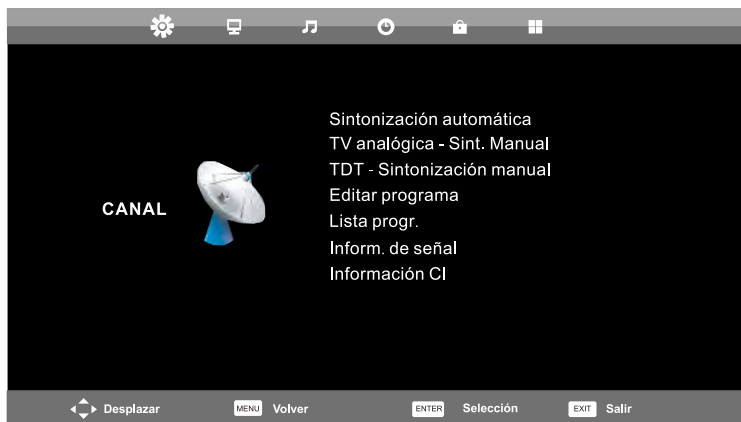 Sintonización automática
TV analógica - Sint. Manual
TDT - Sintonización manual
Editar programa
CANAL
Lista progr.
Inform. de señal
Información CI
Desplazar MENU Volver ENTER Selección EXIT Salir